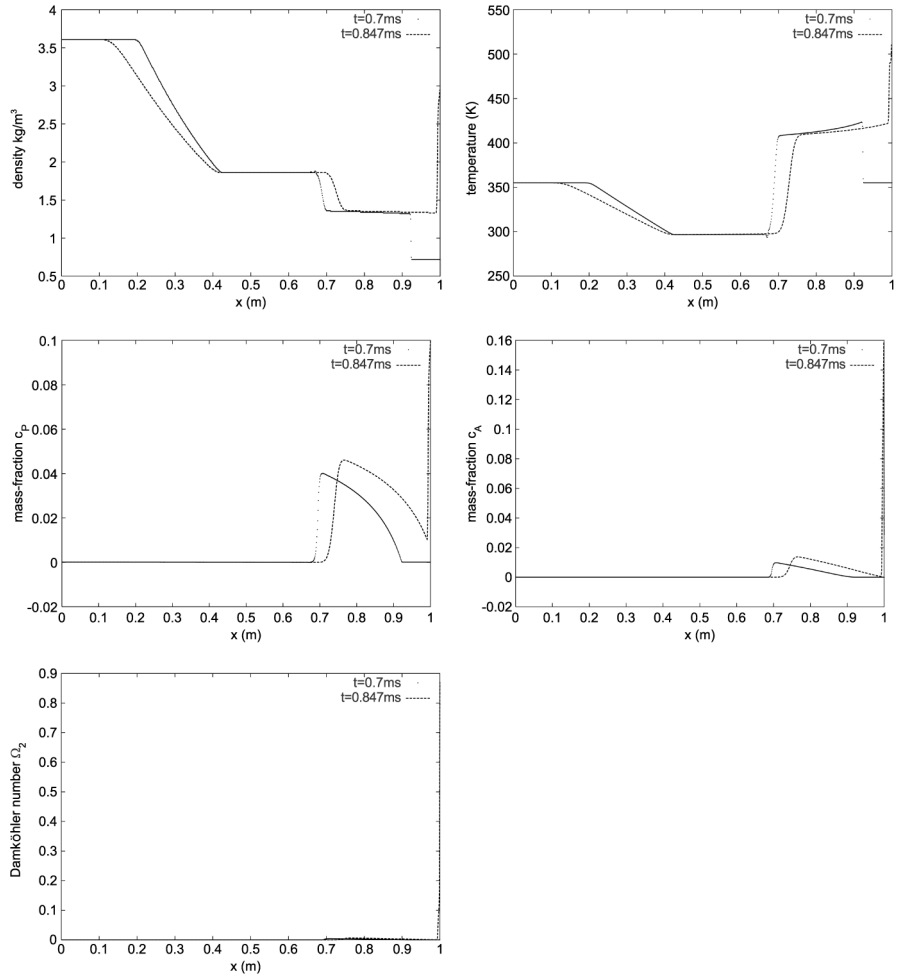 t=0.7ms
t=0.847ms
density kg/m³
4
3.5
3
2.5
2
1.5
1
0.5
0 0.1 0.2 0.3 0.4 0.5 0.6 0.7 0.8 0.9 1
x (m)
t=0.7ms
t=0.847ms
temperature (K)
550
500
450
400
350
300
250
0 0.1 0.2 0.3 0.4 0.5 0.6 0.7 0.8 0.9 1
x (m)
t=0.7ms
t=0.847ms
mass-fraction c_P
0.1
0.08
0.06
0.04
0.02
0
-0.02
0 0.1 0.2 0.3 0.4 0.5 0.6 0.7 0.8 0.9 1
x (m)
t=0.7ms
t=0.847ms
mass-fraction c_A
0.16
0.14
0.12
0.1
0.08
0.06
0.04
0.02
0
-0.02
0 0.1 0.2 0.3 0.4 0.5 0.6 0.7 0.8 0.9 1
x (m)
t=0.7ms
t=0.847ms
Damköhler number Ω₂
0.9
0.8
0.7
0.6
0.5
0.4
0.3
0.2
0.1
0
0 0.1 0.2 0.3 0.4 0.5 0.6 0.7 0.8 0.9 1
x (m)